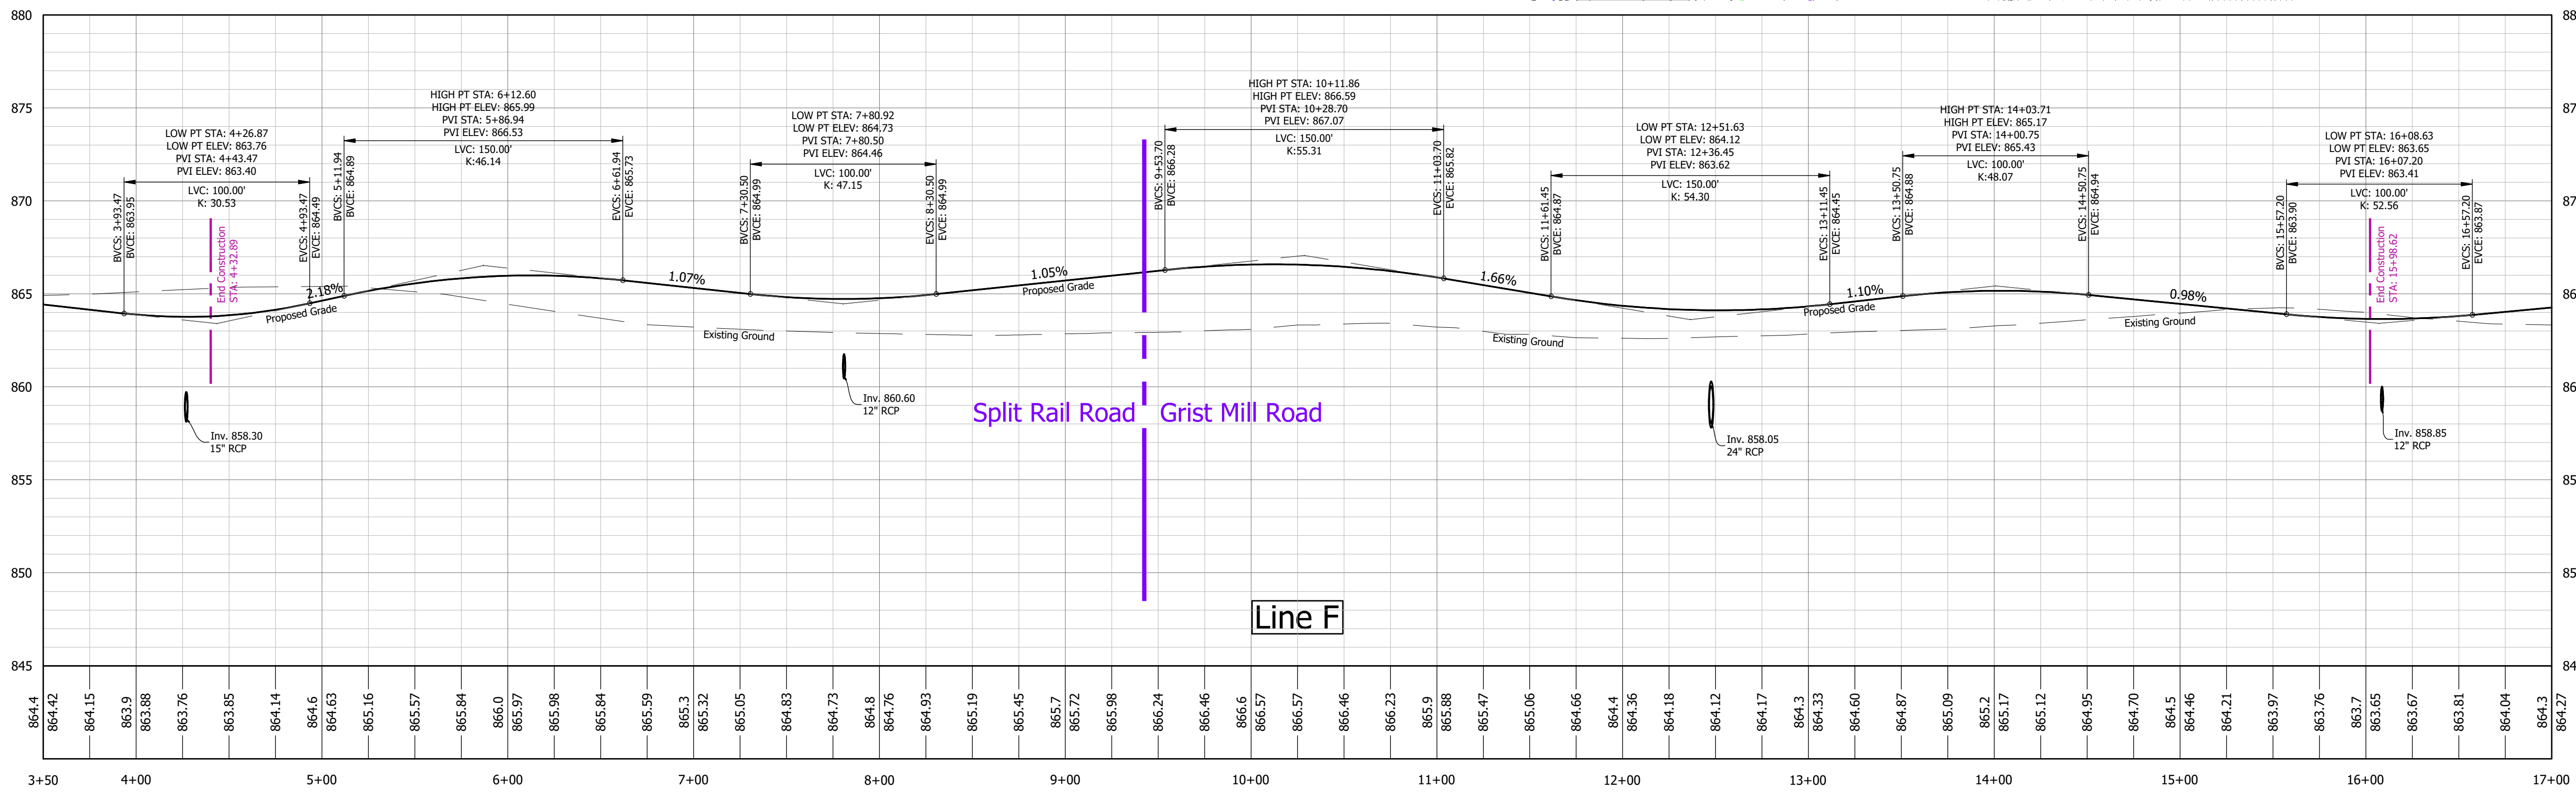 880
875
870
865
860
855
850
845
88
87
87
86
86
85
85
84
LOW PT STA: 4+26.87
LOW PT ELEV: 863.76
PVI STA: 4+43.47
PVI ELEV: 863.40
LVC: 100.00'
K: 30.53
BVCS: 3+93.47
BVCE: 863.95
EVCS: 4+93.47
EVCE: 864.49
End Construction
STA: 4+32.89
2.18%
Proposed Grade
HIGH PT STA: 6+12.60
HIGH PT ELEV: 865.99
PVI STA: 5+86.94
PVI ELEV: 866.53
LVC: 150.00'
K:46.14
BVCS: 5+11.94
BVCE: 864.89
EVCS: 6+61.94
EVCE: 865.73
1.07%
Existing Ground
LOW PT STA: 7+80.92
LOW PT ELEV: 864.73
PVI STA: 7+80.50
PVI ELEV: 864.46
LVC: 100.00'
K: 47.15
BVCS: 7+30.50
BVCE: 864.99
EVCS: 8+30.50
EVCE: 864.99
1.05%
Proposed Grade
HIGH PT STA: 10+11.86
HIGH PT ELEV: 866.59
PVI STA: 10+28.70
PVI ELEV: 867.07
LVC: 150.00'
K:55.31
BVCS: 9+53.70
BVCE: 866.28
EVCS: 11+03.70
EVCE: 865.82
1.66%
Existing Ground
LOW PT STA: 12+51.63
LOW PT ELEV: 864.12
PVI STA: 12+36.45
PVI ELEV: 863.62
LVC: 150.00'
K: 54.30
BVCS: 11+61.45
BVCE: 864.87
EVCS: 13+11.45
EVCE: 864.45
1.10%
Proposed Grade
HIGH PT STA: 14+03.71
HIGH PT ELEV: 865.17
PVI STA: 14+00.75
PVI ELEV: 865.43
LVC: 100.00'
K:48.07
BVCS: 13+50.75
BVCE: 864.88
EVCS: 14+50.75
EVCE: 864.94
0.98%
Existing Ground
LOW PT STA: 16+08.63
LOW PT ELEV: 863.65
PVI STA: 16+07.20
PVI ELEV: 863.41
LVC: 100.00'
K: 52.56
BVCS: 15+57.20
BVCE: 863.90
EVCS: 16+57.20
EVCE: 863.87
End Construction
STA: 15+98.62
Inv. 858.30
15" RCP
Inv. 860.60
12" RCP
Split Rail Road
Grist Mill Road
Inv. 858.05
24" RCP
Inv. 858.85
12" RCP
Line F
864.4
864.42
864.15
863.9
863.88
863.76
863.85
864.14
864.6
864.63
865.16
865.57
865.84
866.0
865.97
865.98
865.84
865.59
865.3
865.32
865.05
864.83
864.73
864.8
864.76
864.93
865.19
865.45
865.7
865.72
865.98
866.24
866.46
866.6
866.57
866.57
866.46
866.23
865.9
865.88
865.47
865.06
864.66
864.4
864.36
864.18
864.12
864.17
864.3
864.33
864.60
864.87
865.09
865.2
865.17
865.12
864.95
864.70
864.5
864.46
864.21
863.97
863.76
863.7
863.65
863.67
863.81
864.04
864.3
864.27
3+50
4+00
5+00
6+00
7+00
8+00
9+00
10+00
11+00
12+00
13+00
14+00
15+00
16+00
17+00